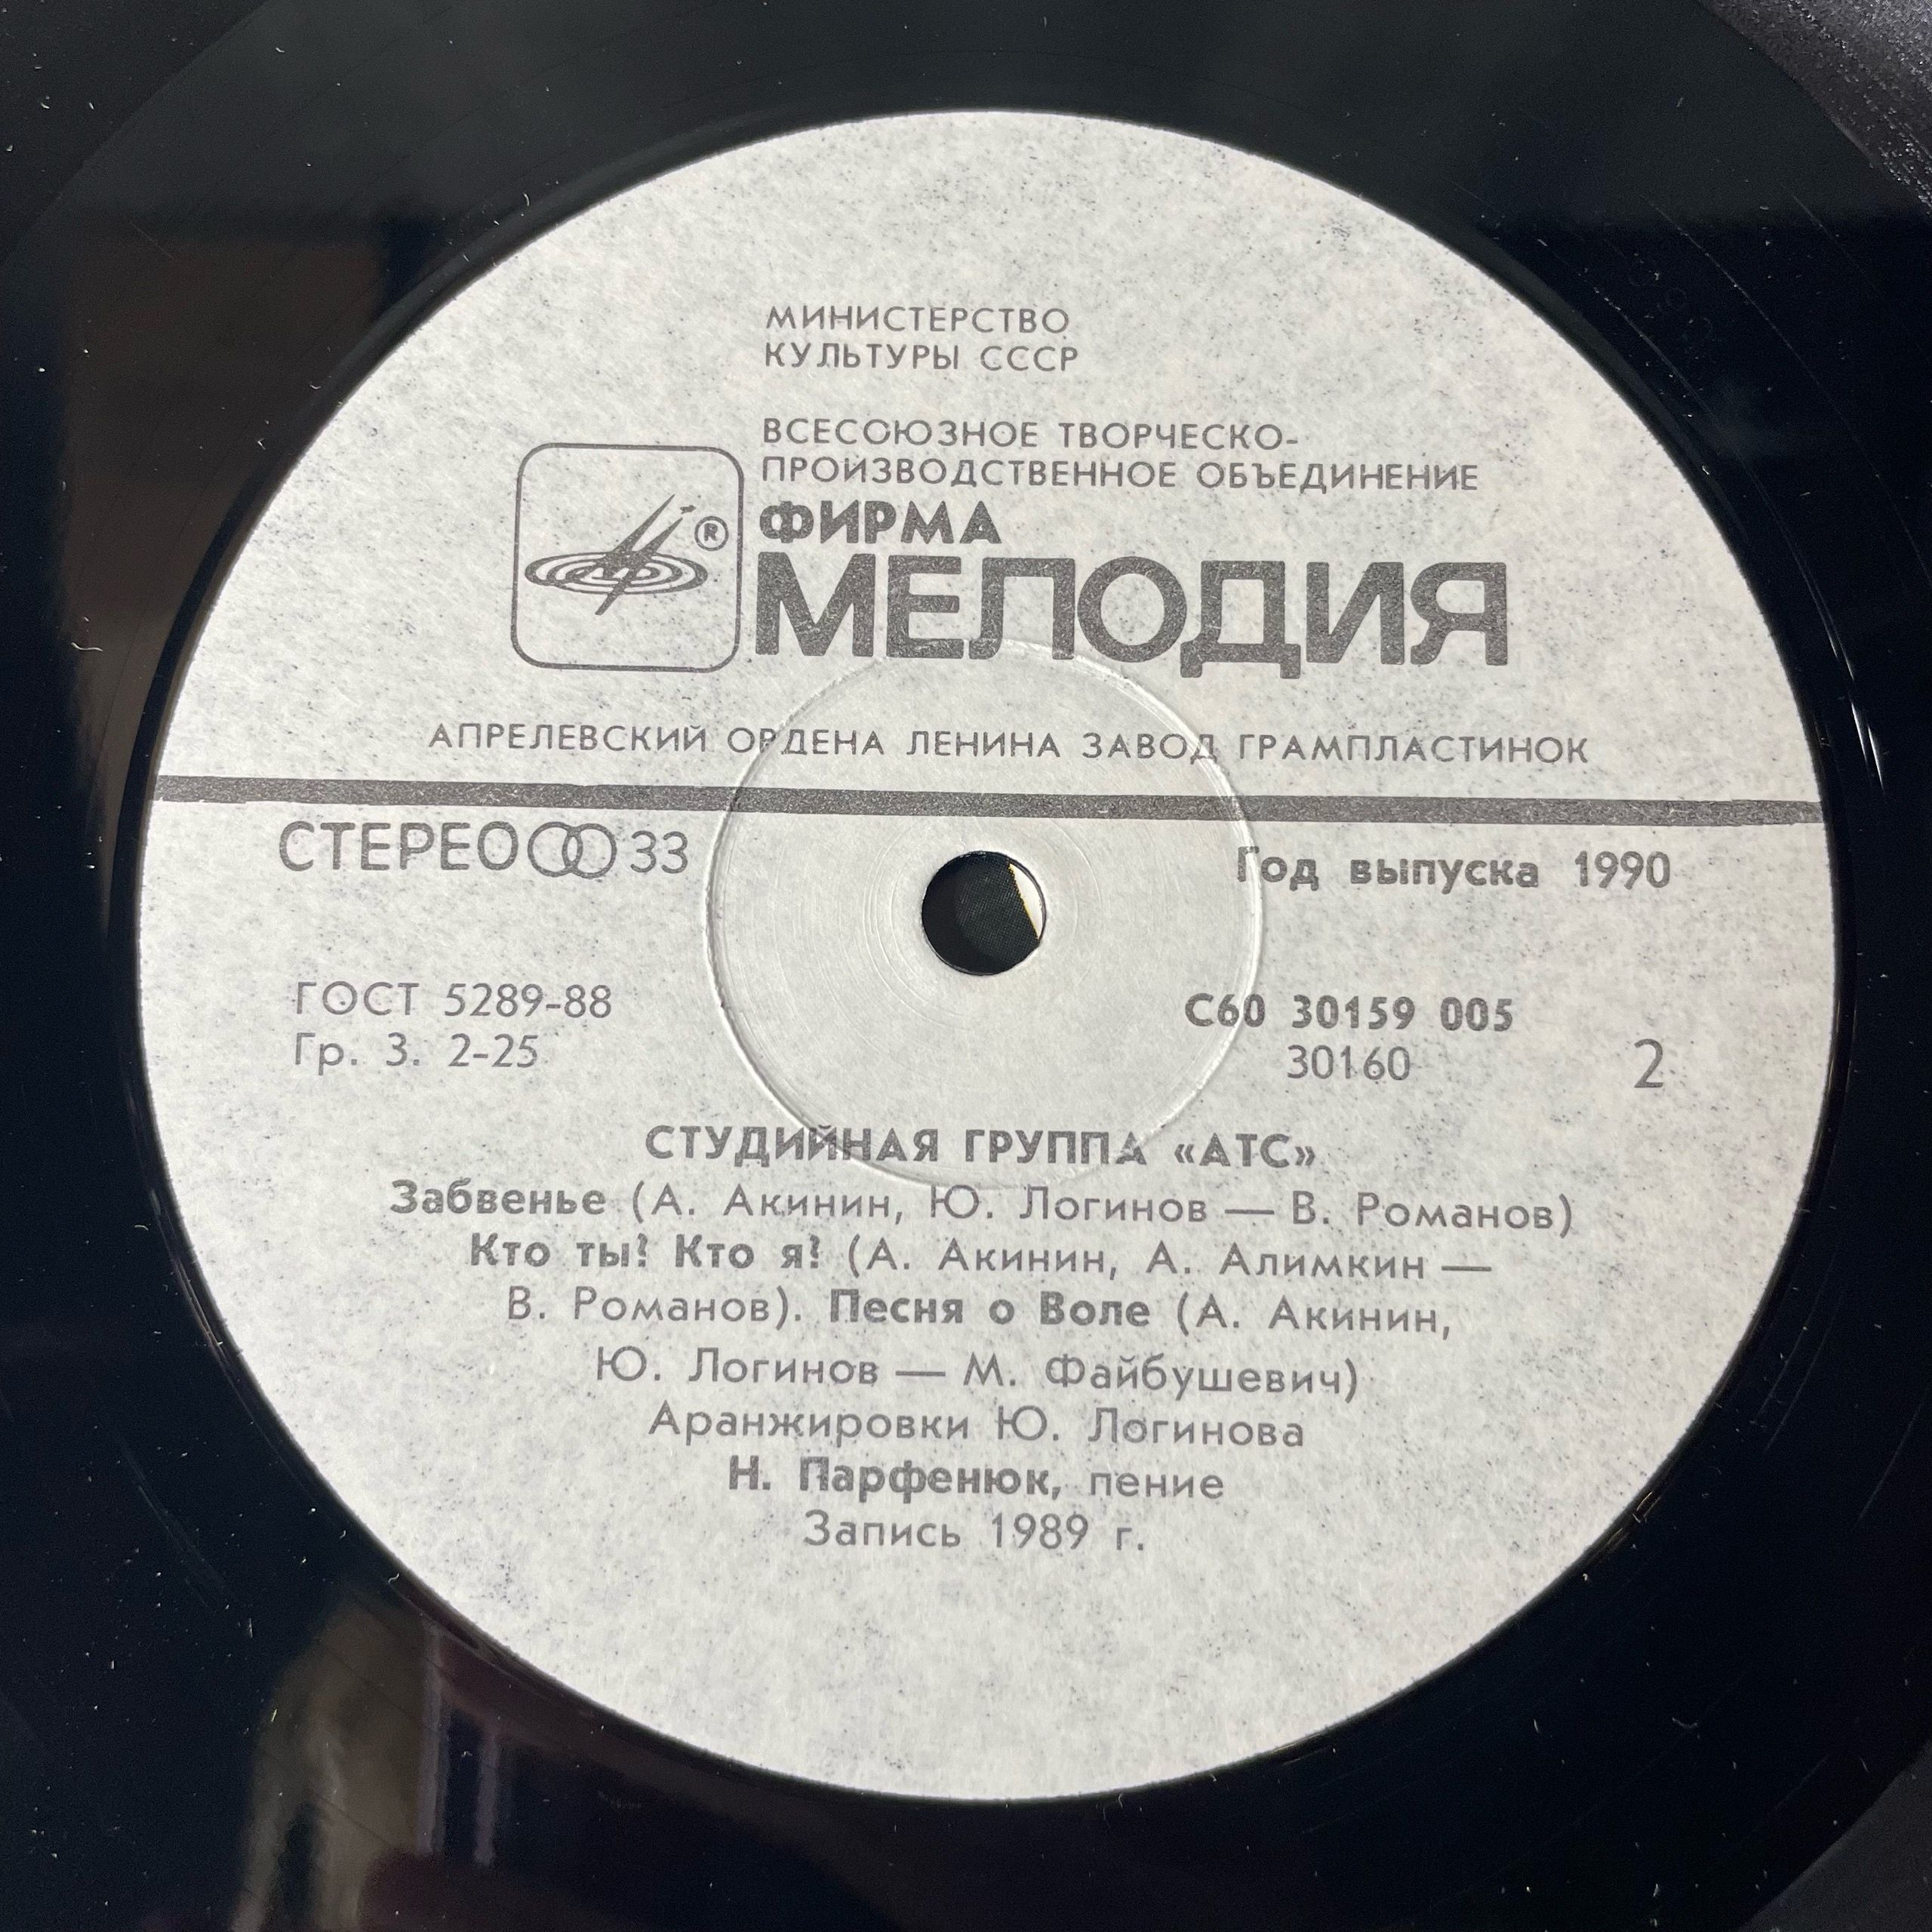 МИНИСТЕРСТВО
КУЛЬТУРЫ СССР
ВСЕСОЮЗНОЕ ТВОРЧЕСКО-
ПРОИЗВОДСТВЕННОЕ ОБЪЕДИНЕНИЕ
®
ФИРМА
МЕЛОДИЯ
АПРЕЛЕВСКИЙ ОРДЕНА ЛЕНИНА ЗАВОД ГРАМПЛАСТИНОК
СТЕРЕО 33
Год выпуска 1990
ГОСТ 5289-88
Гр. 3. 2-25
С60 30159 005
30160
2
СТУДИЙНАЯ ГРУППА «АТС»
Забвенье (А. Акинин, Ю. Логинов — В. Романов)
Кто ты? Кто я? (А. Акинин, А. Алимкин —
В. Романов). Песня о Воле (А. Акинин,
Ю. Логинов — М. Файбушевич)
Аранжировки Ю. Логинова
Н. Парфенюк, пение
Запись 1989 г.